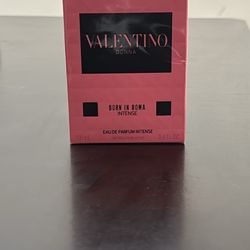 VALENTINO
DONNA
BORN IN ROMA
INTENSE
EAU DE PARFUM INTENSE